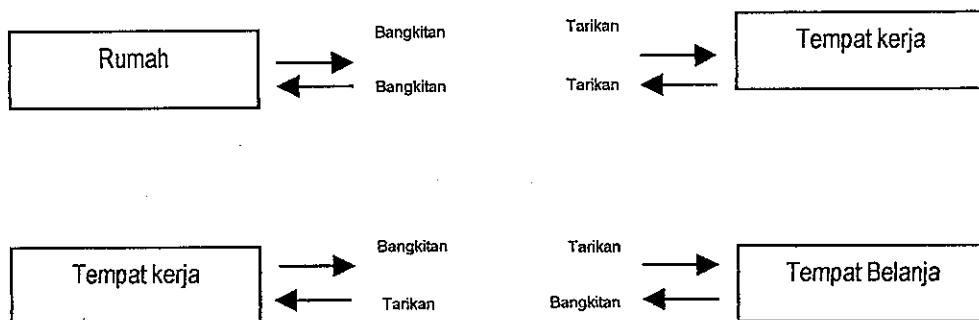 Bangkitan Tarikan
Rumah Tempat kerja
Bangkitan Tarikan
Bangkitan Tarikan
Tempat kerja Tempat Belanja
Tarikan Bangkitan